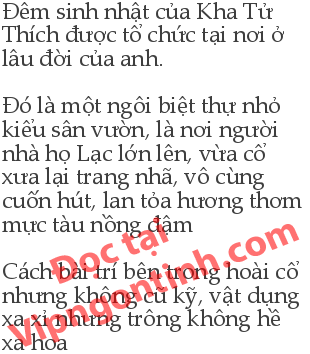 Đêm sinh nhật của Kha Tử
Thích được tổ chức tại nơi ở
lâu đời của anh.
Đó là một ngôi biệt thự nhỏ
kiểu sân vườn, là nơi người
nhà họ Lạc lớn lên, vừa cổ
xưa lại trang nhã, vô cùng
cuốn hút, lan tỏa hương thơm
mực tàu nồng đậm
Cách bài trí bên trong hoài cổ
nhưng không cũ kỹ, vật dụng
xa xỉ nhưng trông không hề
xa hoa
Đọc tại
Vipngontinh.com